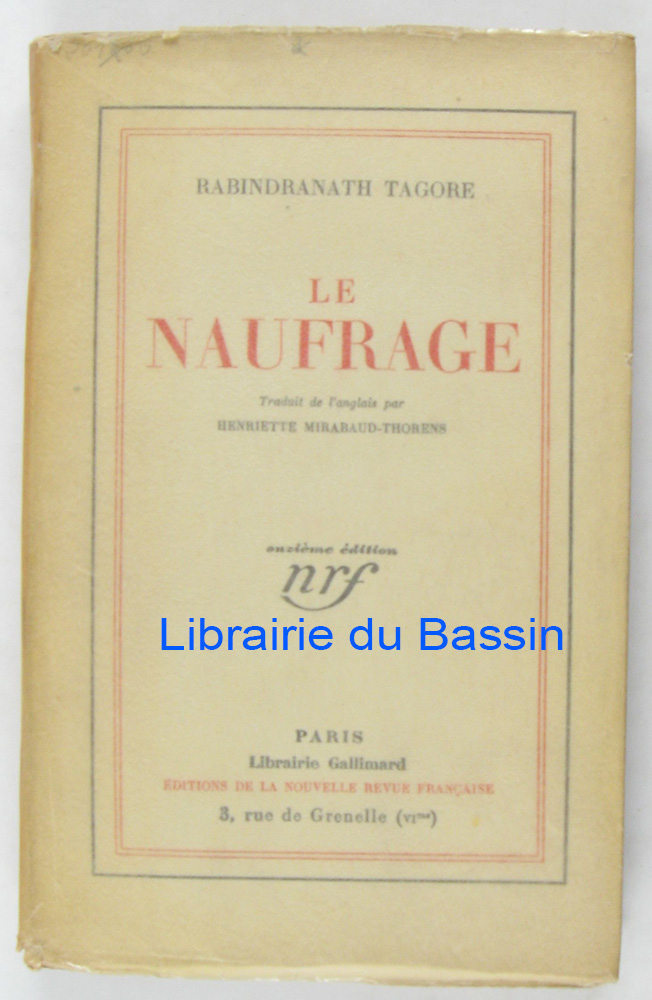 RABINDRANATH TAGORE
LE
NAUFRAGE
Traduit de l'anglais par
HENRIETTE MIRABAUD-THORENS
onzième édition
nrf
Librairie du Bassin
PARIS
Librairie Gallimard
ÉDITIONS DE LA NOUVELLE REVUE FRANÇAISE
3, rue de Grenelle (VIme)